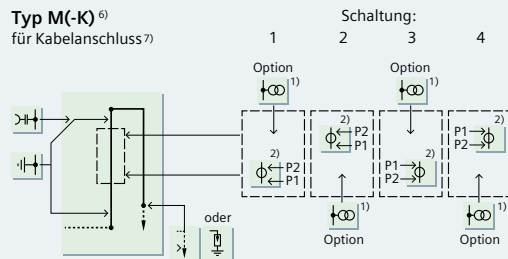 Typ M(-K) 6)
für Kabelanschluss 7)
Schaltung:
1 2 3 4
Option 1)
Option 1)
2) P2 P1
2) P2 P1
P1 P2 2)
P1 P2 2)
1) Option
1) Option
oder